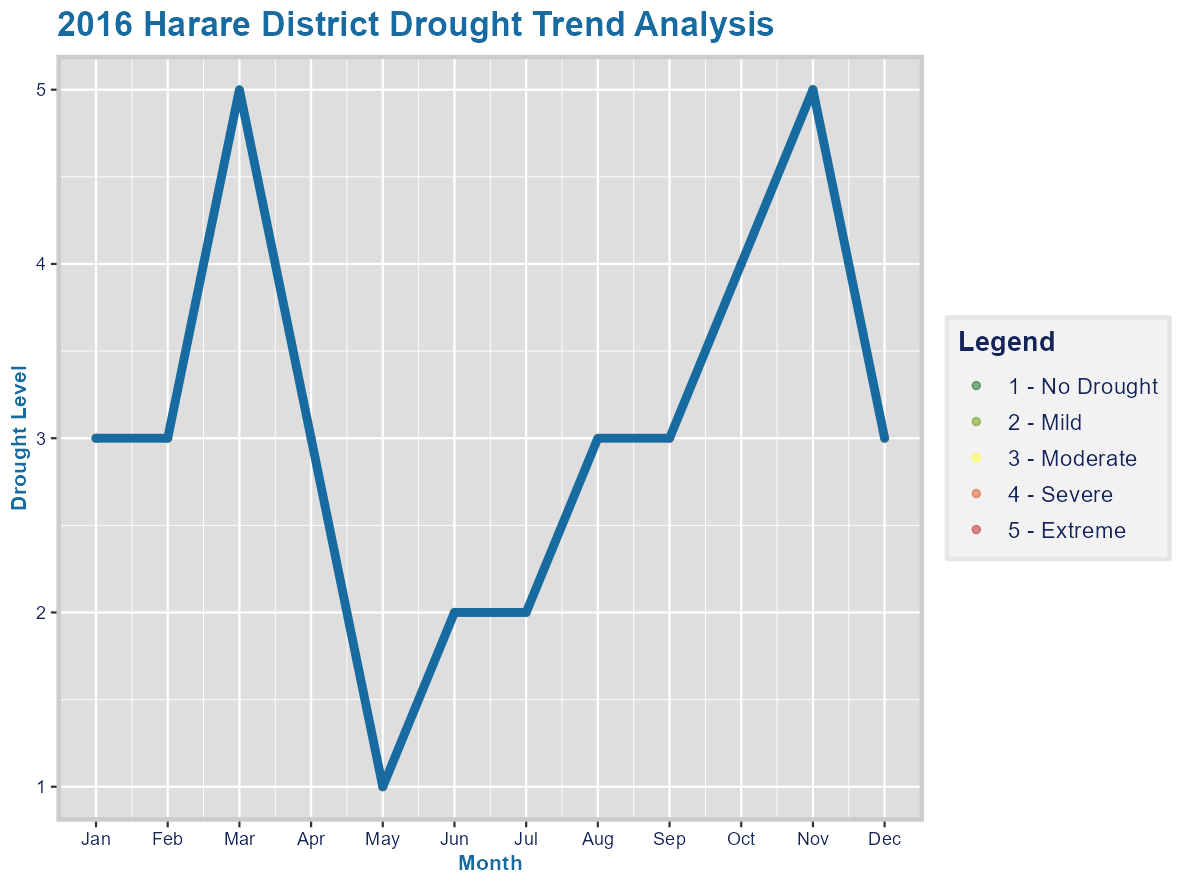 2016 Harare District Drought Trend Analysis
Drought Level
5
4
3
2
1
Jan Feb Mar Apr May Jun Jul Aug Sep Oct Nov Dec
Month
Legend
1 - No Drought
2 - Mild
3 - Moderate
4 - Severe
5 - Extreme